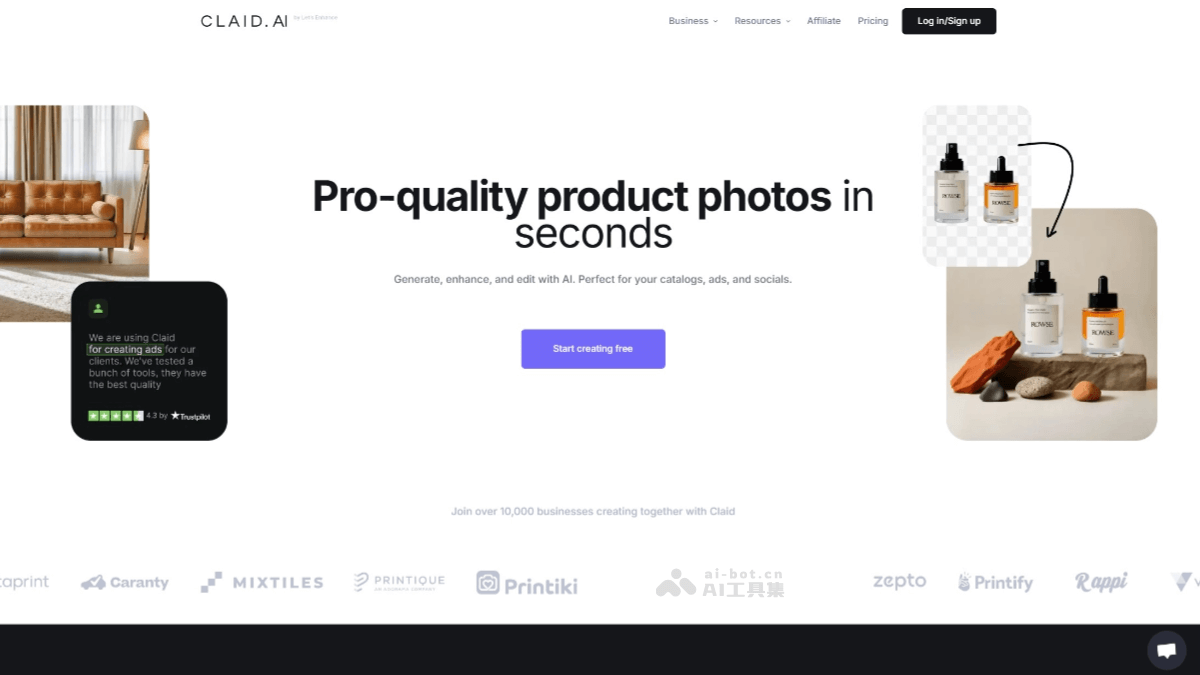 CLAID.AI by Let's Enhance
Business Resources Affiliate Pricing Log in/Sign up
Pro-quality product photos in
seconds
Generate, enhance, and edit with AI. Perfect for your catalogs, ads, and socials.
Start creating free
We are using Claid
for creating ads for our
clients. We've tested a
bunch of tools, they have
the best quality
4.3 by Trustpilot
ROWSE
ROWSE
ROWSE
ROWSE
Join over 10,000 businesses creating together with Claid
taprint Caranty MIXTILES PRINTIQUE Printiki zepto Printify Rappi
ai-bot.cn
AI工具集